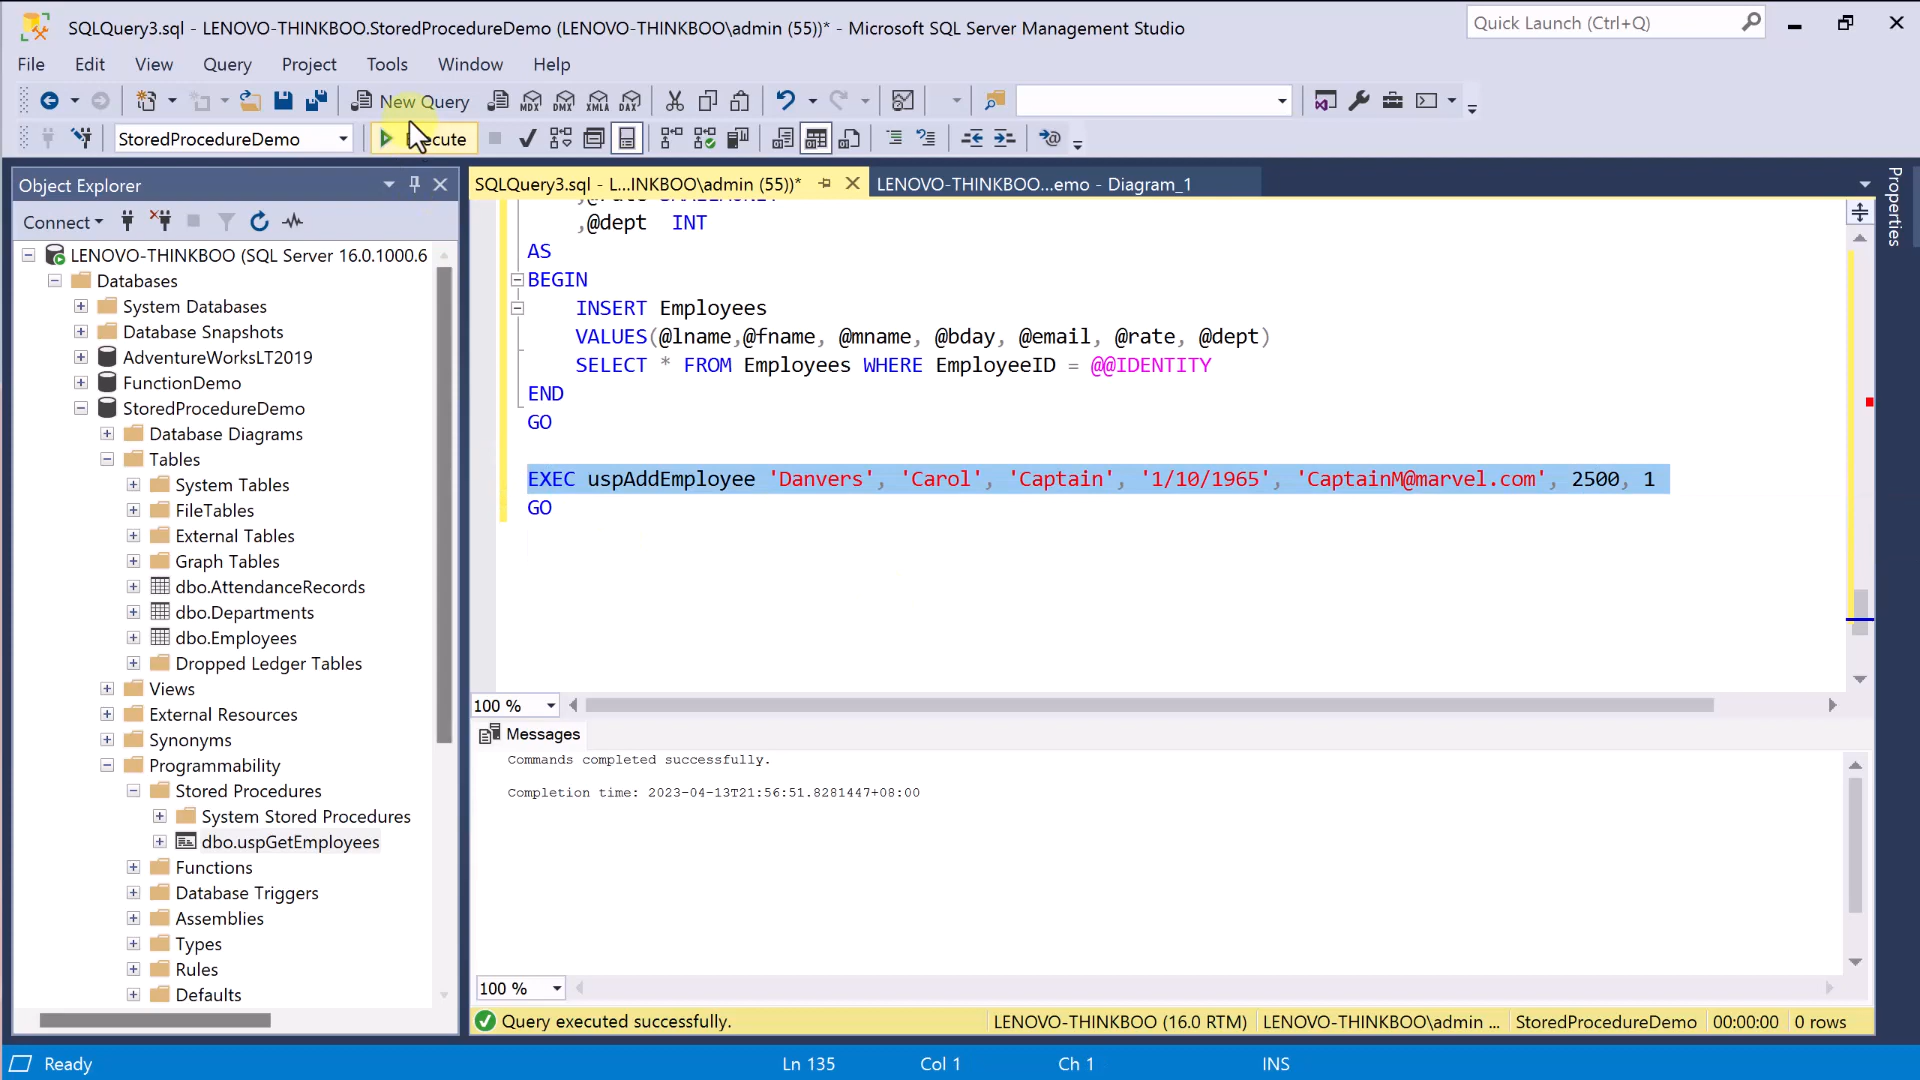 SQLQuery3.sql - LENOVO-THINKBOO.StoredProcedureDemo (LENOVO-THINKBOO\admin (55))* - Microsoft SQL Server Management Studio
Quick Launch (Ctrl+Q)
File Edit View Query Project Tools Window Help
New Query MDX DMX XMLA DAX
StoredProcedureDemo
Object Explorer
Connect
LENOVO-THINKBOO (SQL Server 16.0.1000.6
Databases
System Databases
Database Snapshots
AdventureWorksLT2019
FunctionDemo
StoredProcedureDemo
Database Diagrams
Tables
System Tables
FileTables
External Tables
Graph Tables
dbo.AttendanceRecords
dbo.Departments
dbo.Employees
Dropped Ledger Tables
Views
External Resources
Synonyms
Programmability
Stored Procedures
System Stored Procedures
dbo.uspGetEmployees
Functions
Database Triggers
Assemblies
Types
Rules
Defaults
SQLQuery3.sql - L...INKBOO\admin (55))* LENOVO-THINKBOO...emo - Diagram_1
,@dept INT
AS
BEGIN
INSERT Employees
VALUES(@lname,@fname, @mname, @bday, @email, @rate, @dept)
SELECT * FROM Employees WHERE EmployeeID = @@IDENTITY
END
GO
EXEC uspAddEmployee 'Danvers', 'Carol', 'Captain', '1/10/1965', 'CaptainM@marvel.com', 2500, 1
GO
100 %
Messages
Commands completed successfully.
Completion time: 2023-04-13T21:56:51.8281447+08:00
100 %
Query executed successfully. LENOVO-THINKBOO (16.0 RTM) LENOVO-THINKBOO\admin ... StoredProcedureDemo 00:00:00 0 rows
Properties
Ready Ln 135 Col 1 Ch 1 INS